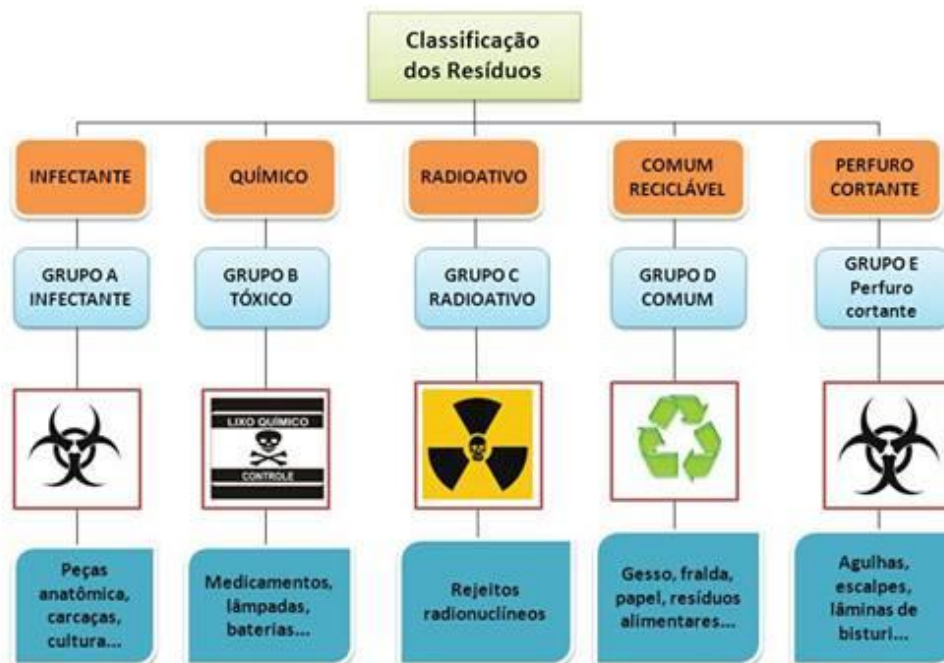 Classificação
dos Resíduos
INFECTANTE
QUÍMICO
RADIOATIVO
COMUM
RECICLÁVEL
PERFURO
CORTANTE
GRUPO A
INFECTANTE
GRUPO B
TÓXICO
GRUPO C
RADIOATIVO
GRUPO D
COMUM
GRUPO E
Perfuro
cortante
LIXO QUÍMICO
CONTROLE
Peças
anatômica,
carcaças,
cultura...
Medicamentos,
lâmpadas,
baterias...
Rejeitos
radionuclíneos
Gesso, fralda,
papel, resíduos
alimentares...
Agulhas,
escalpes,
lâminas de
bisturi...